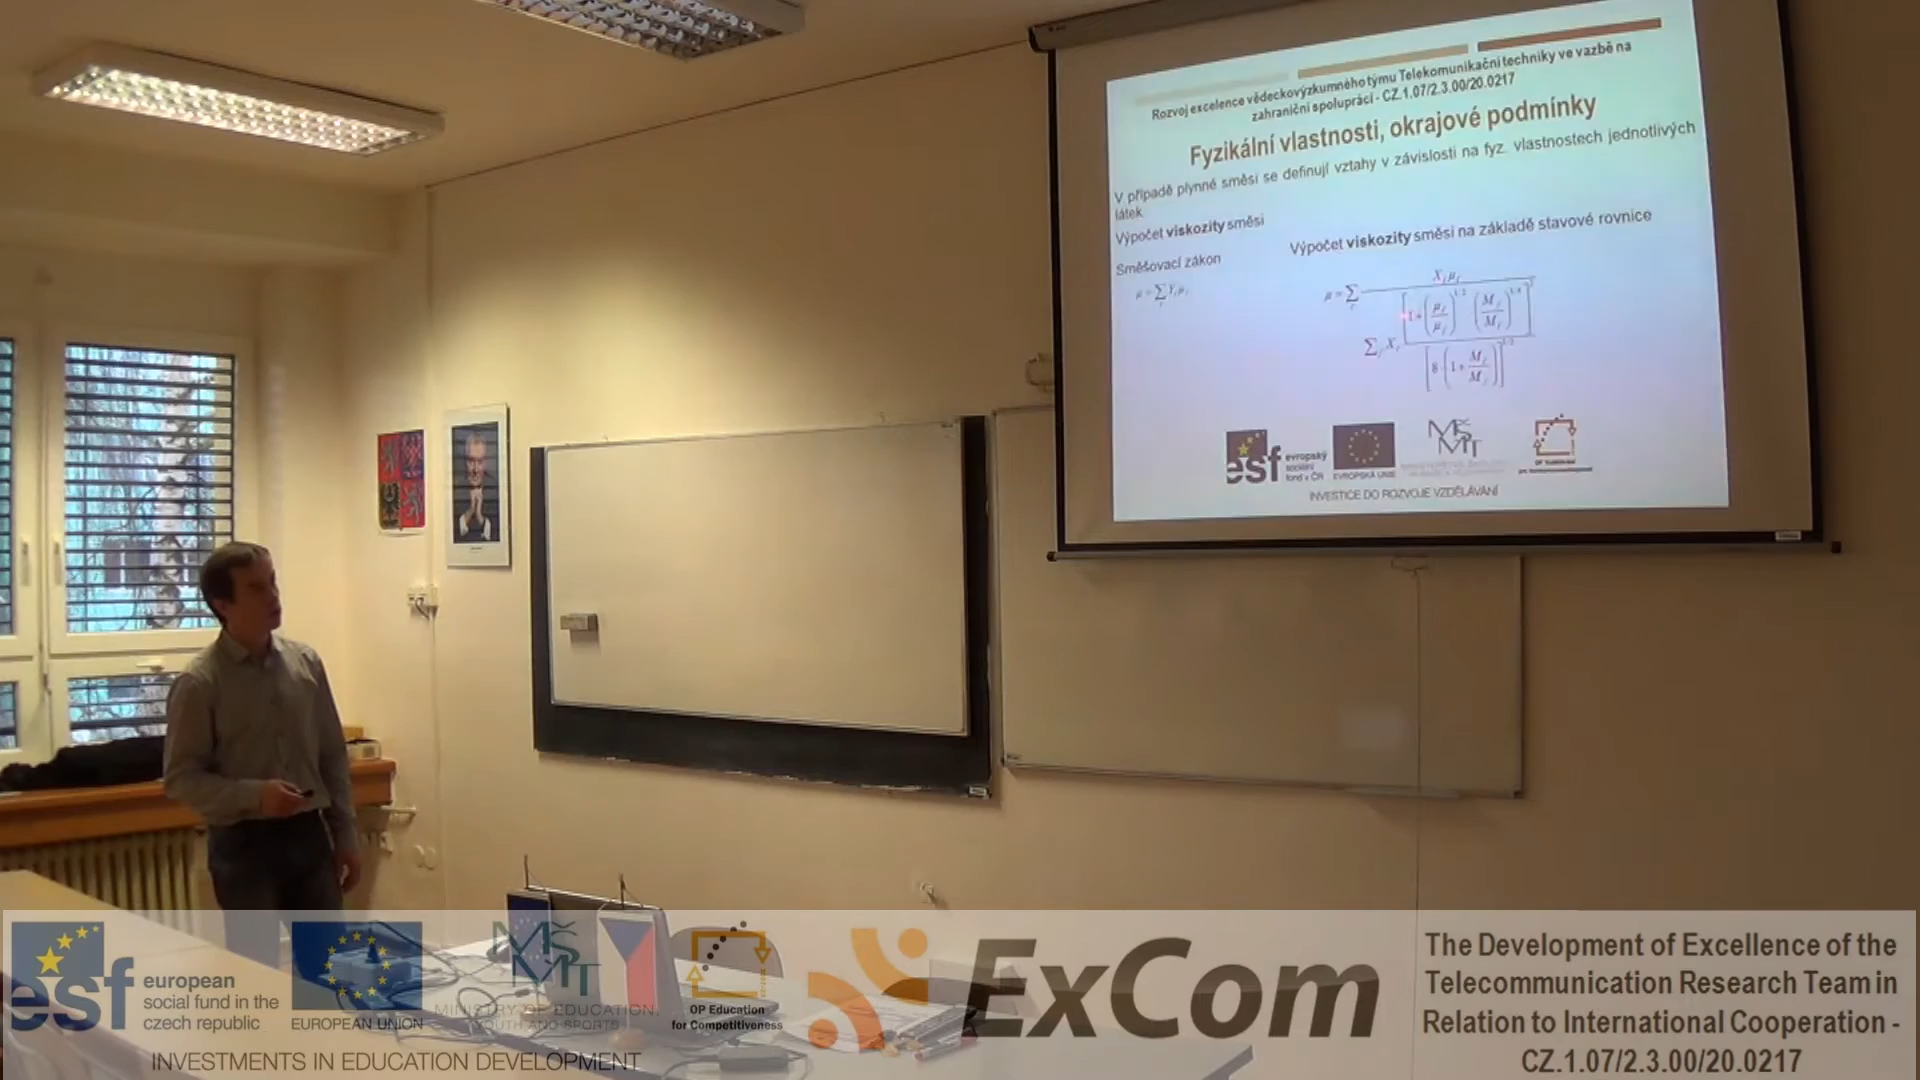 Rozvoj excelence vědeckovýzkumného týmu Telekomunikační techniky ve vazbě na
zahraniční spolupráci - CZ.1.07/2.3.00/20.0217
Fyzikální vlastnosti, okrajové podmínky
V případě plynné směsi se definují vztahy v závislosti na fyz. vlastnostech jednotlivých
látek.
Výpočet viskozity směsi
Výpočet viskozity směsi na základě stavové rovnice
Směšovací zákon
esf
evropský
sociální
fond v ČR
EVROPSKÁ UNIE
MŠMT
INVESTICE DO ROZVOJE VZDĚLÁVÁNÍ
esf
european
social fund in the
czech republic
EUROPEAN UNION
MŠMT
MINISTRY OF EDUCATION,
YOUTH AND SPORTS
OP Education
for Competitiveness
INVESTMENTS IN EDUCATION DEVELOPMENT
ExCom
The Development of Excellence of the
Telecommunication Research Team in
Relation to International Cooperation -
CZ.1.07/2.3.00/20.0217